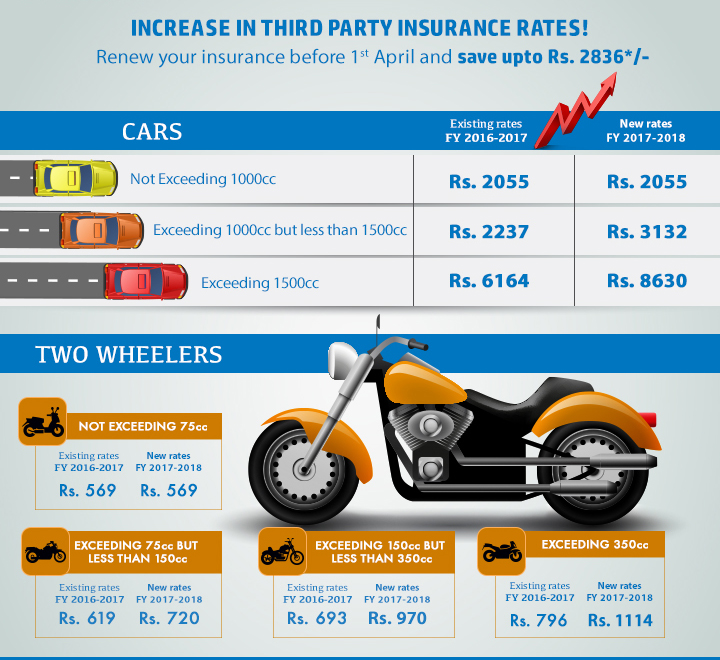 INCREASE IN THIRD PARTY INSURANCE RATES!
Renew your insurance before 1st April and save upto Rs. 2836*/-
CARS
Existing rates
FY 2016-2017
New rates
FY 2017-2018
Not Exceeding 1000cc
Rs. 2055
Rs. 2055
Exceeding 1000cc but less than 1500cc
Rs. 2237
Rs. 3132
Exceeding 1500cc
Rs. 6164
Rs. 8630
TWO WHEELERS
NOT EXCEEDING 75cc
Existing rates
FY 2016-2017
New rates
FY 2017-2018
Rs. 569
Rs. 569
EXCEEDING 75cc BUT
LESS THAN 150cc
Existing rates
FY 2016-2017
New rates
FY 2017-2018
Rs. 619
Rs. 720
EXCEEDING 150cc BUT
LESS THAN 350cc
Existing rates
FY 2016-2017
New rates
FY 2017-2018
Rs. 693
Rs. 970
EXCEEDING 350cc
Existing rates
FY 2016-2017
New rates
FY 2017-2018
Rs. 796
Rs. 1114